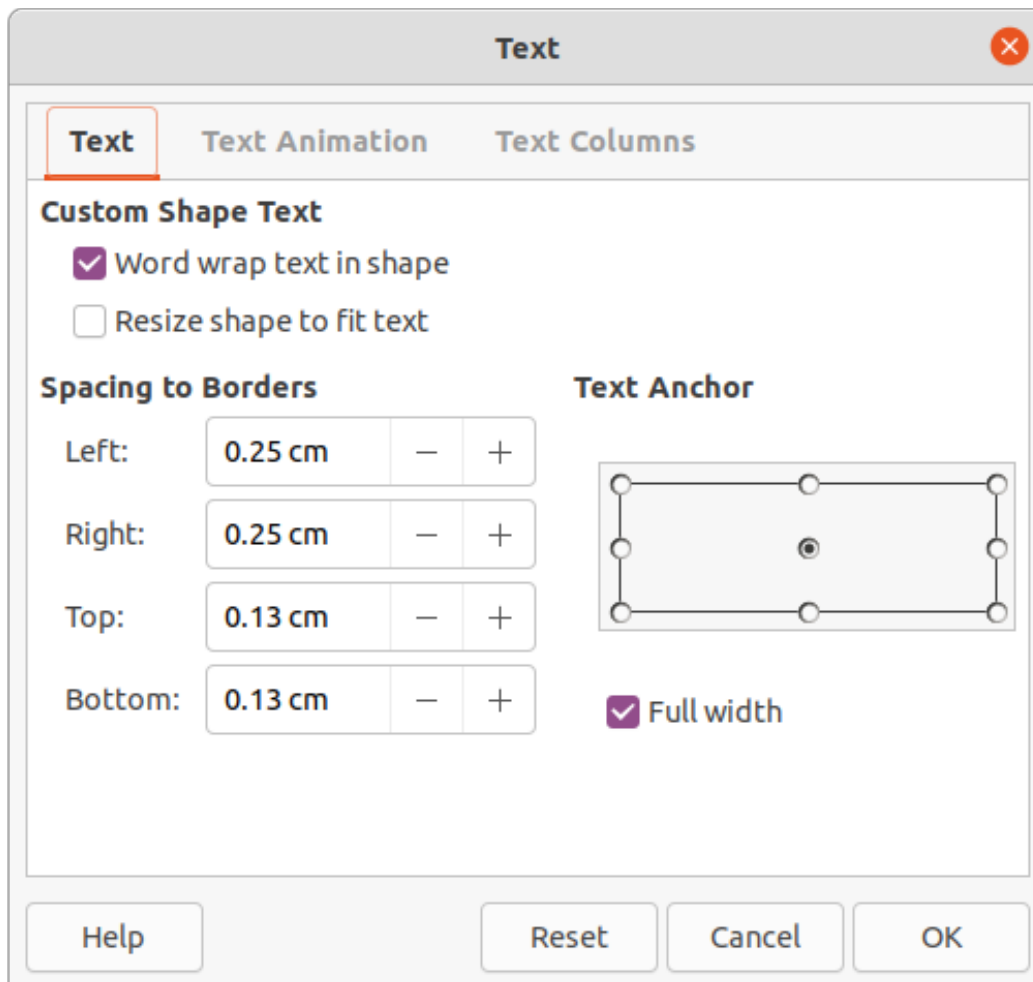 Text
Text Text Animation Text Columns
Custom Shape Text
Word wrap text in shape
Resize shape to fit text
Spacing to Borders Text Anchor
Left: 0.25 cm − +
Right: 0.25 cm − +
Top: 0.13 cm − +
Bottom: 0.13 cm − +
Full width
Help Reset Cancel OK